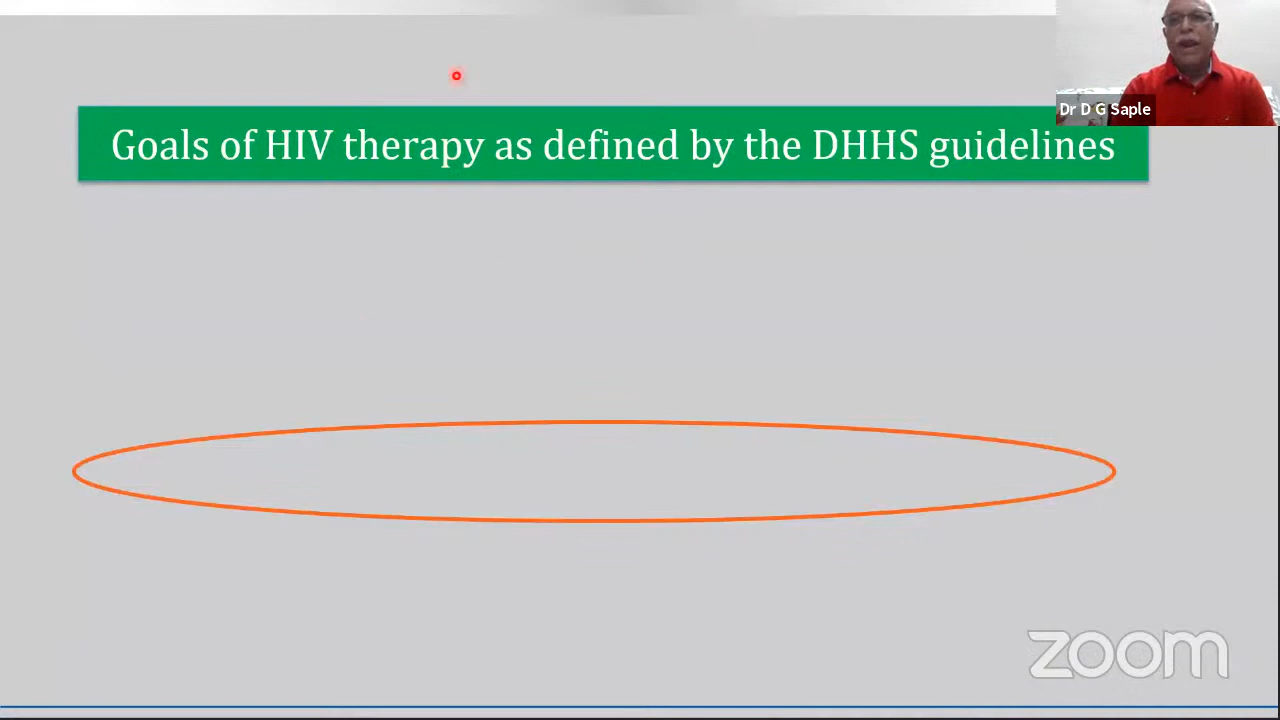 Dr D G Saple
Goals of HIV therapy as defined by the DHHS guidelines
zoom